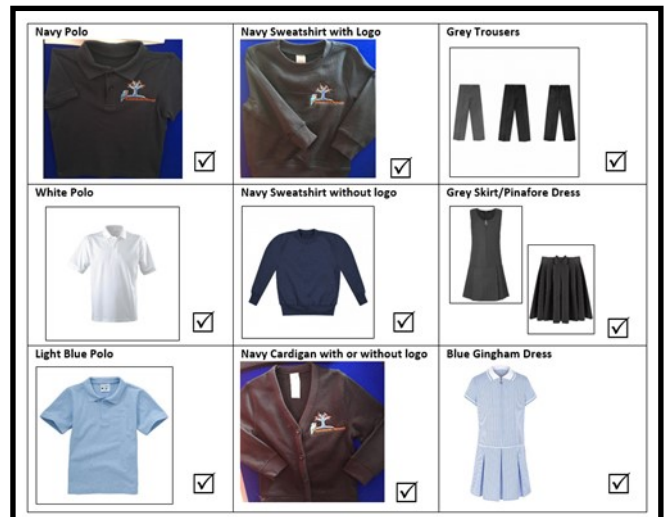 Navy Polo
Navy Sweatshirt with Logo
Grey Trousers
White Polo
Navy Sweatshirt without logo
Grey Skirt/Pinafore Dress
Light Blue Polo
Navy Cardigan with or without logo
Blue Gingham Dress